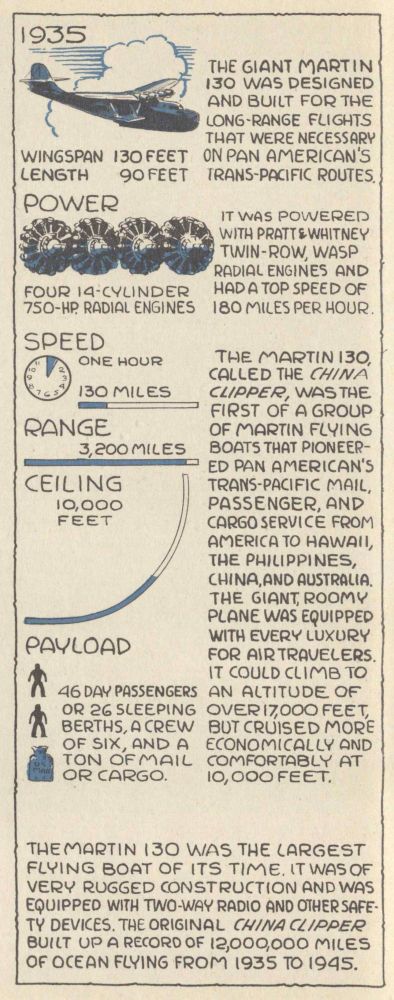 1935
THE GIANT MARTIN
130 WAS DESIGNED
AND BUILT FOR THE
LONG-RANGE FLIGHTS
THAT WERE NECESSARY
ON PAN AMERICAN'S
TRANS-PACIFIC ROUTES.
WINGSPAN 130 FEET
LENGTH 90 FEET
POWER
IT WAS POWERED
WITH PRATT & WHITNEY
TWIN-ROW, WASP
RADIAL ENGINES AND
HAD A TOP SPEED OF
180 MILES PER HOUR.
FOUR 14-CYLINDER
750-HP. RADIAL ENGINES
SPEED
ONE HOUR
130 MILES
RANGE
3,200 MILES
CEILING
10,000
FEET
THE MARTIN 130,
CALLED THE CHINA
CLIPPER, WAS THE
FIRST OF A GROUP
OF MARTIN FLYING
BOATS THAT PIONEER-
ED PAN AMERICAN'S
TRANS-PACIFIC MAIL,
PASSENGER, AND
CARGO SERVICE FROM
AMERICA TO HAWAII,
THE PHILIPPINES,
CHINA, AND AUSTRALIA.
THE GIANT, ROOMY
PLANE WAS EQUIPPED
WITH EVERY LUXURY
FOR AIR TRAVELERS.
IT COULD CLIMB TO
AN ALTITUDE OF
OVER 17,000 FEET,
BUT CRUISED MORE
ECONOMICALLY AND
COMFORTABLY AT
10,000 FEET.
PAYLOAD
46 DAY PASSENGERS
OR 26 SLEEPING
BERTHS, A CREW
OF SIX, AND A
TON OF MAIL
OR CARGO.
THE MARTIN 130 WAS THE LARGEST
FLYING BOAT OF ITS TIME. IT WAS OF
VERY RUGGED CONSTRUCTION AND WAS
EQUIPPED WITH TWO-WAY RADIO AND OTHER SAFE-
TY DEVICES. THE ORIGINAL CHINA CLIPPER
BUILT UP A RECORD OF 12,000,000 MILES
OF OCEAN FLYING FROM 1935 TO 1945.